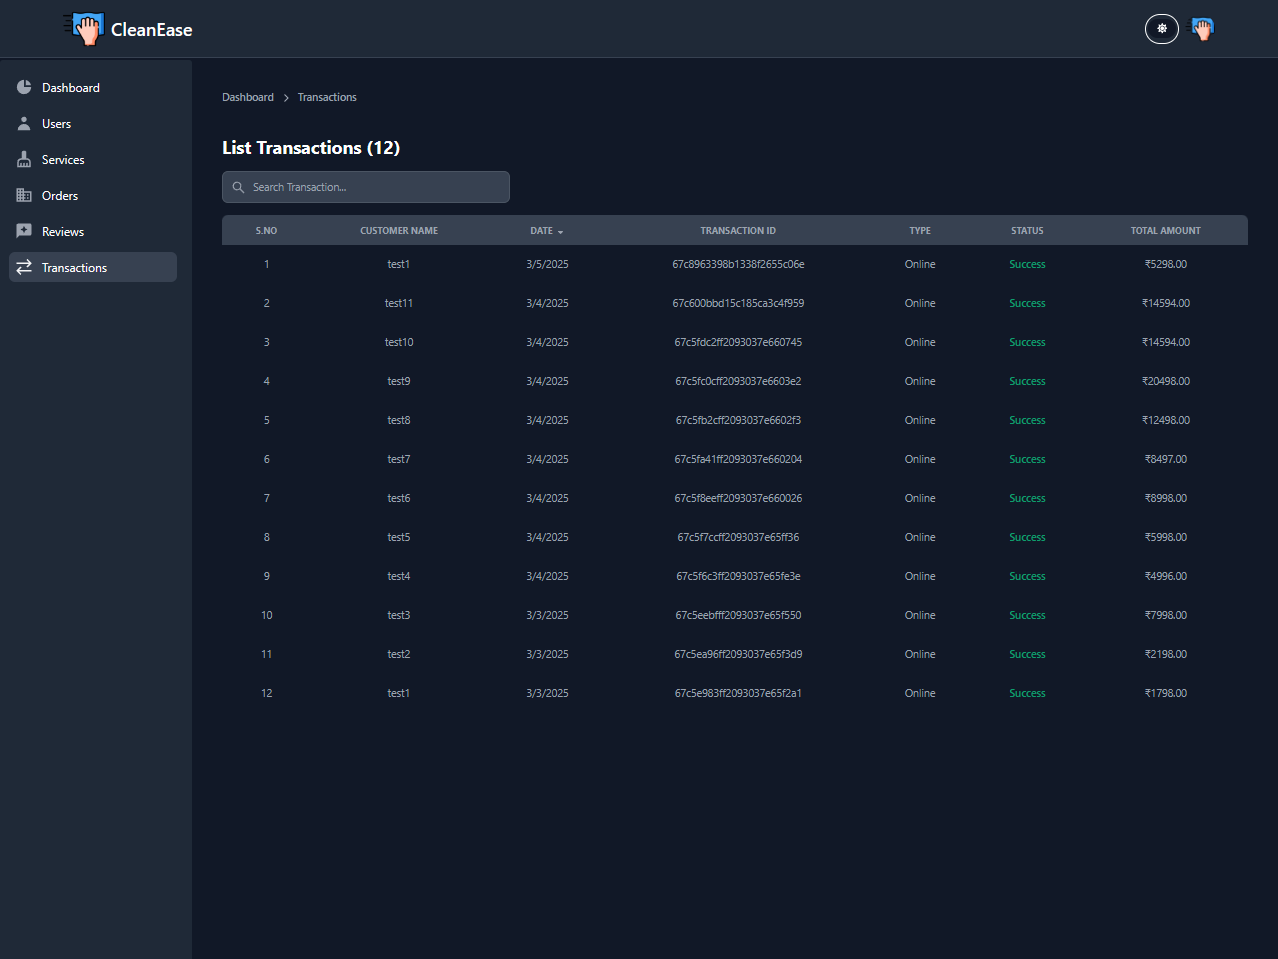 CleanEase
Dashboard
Users
Services
Orders
Reviews
Transactions
Dashboard > Transactions
List Transactions (12)
Search Transaction...
S.NO CUSTOMER NAME DATE TRANSACTION ID TYPE STATUS TOTAL AMOUNT
1 test1 3/5/2025 67c8963398b1338f2655c06e Online Success ₹5298.00
2 test11 3/4/2025 67c600bbd15c185ca3c4f959 Online Success ₹14594.00
3 test10 3/4/2025 67c5fdc2ff2093037e660745 Online Success ₹14594.00
4 test9 3/4/2025 67c5fc0cff2093037e6603e2 Online Success ₹20498.00
5 test8 3/4/2025 67c5fb2cff2093037e6602f3 Online Success ₹12498.00
6 test7 3/4/2025 67c5fa41ff2093037e660204 Online Success ₹8497.00
7 test6 3/4/2025 67c5f8eeff2093037e660026 Online Success ₹8998.00
8 test5 3/4/2025 67c5f7ccff2093037e65ff36 Online Success ₹5998.00
9 test4 3/4/2025 67c5f6c3ff2093037e65fe3e Online Success ₹4996.00
10 test3 3/3/2025 67c5eebfff2093037e65f550 Online Success ₹7998.00
11 test2 3/3/2025 67c5ea96ff2093037e65f3d9 Online Success ₹2198.00
12 test1 3/3/2025 67c5e983ff2093037e65f2a1 Online Success ₹1798.00